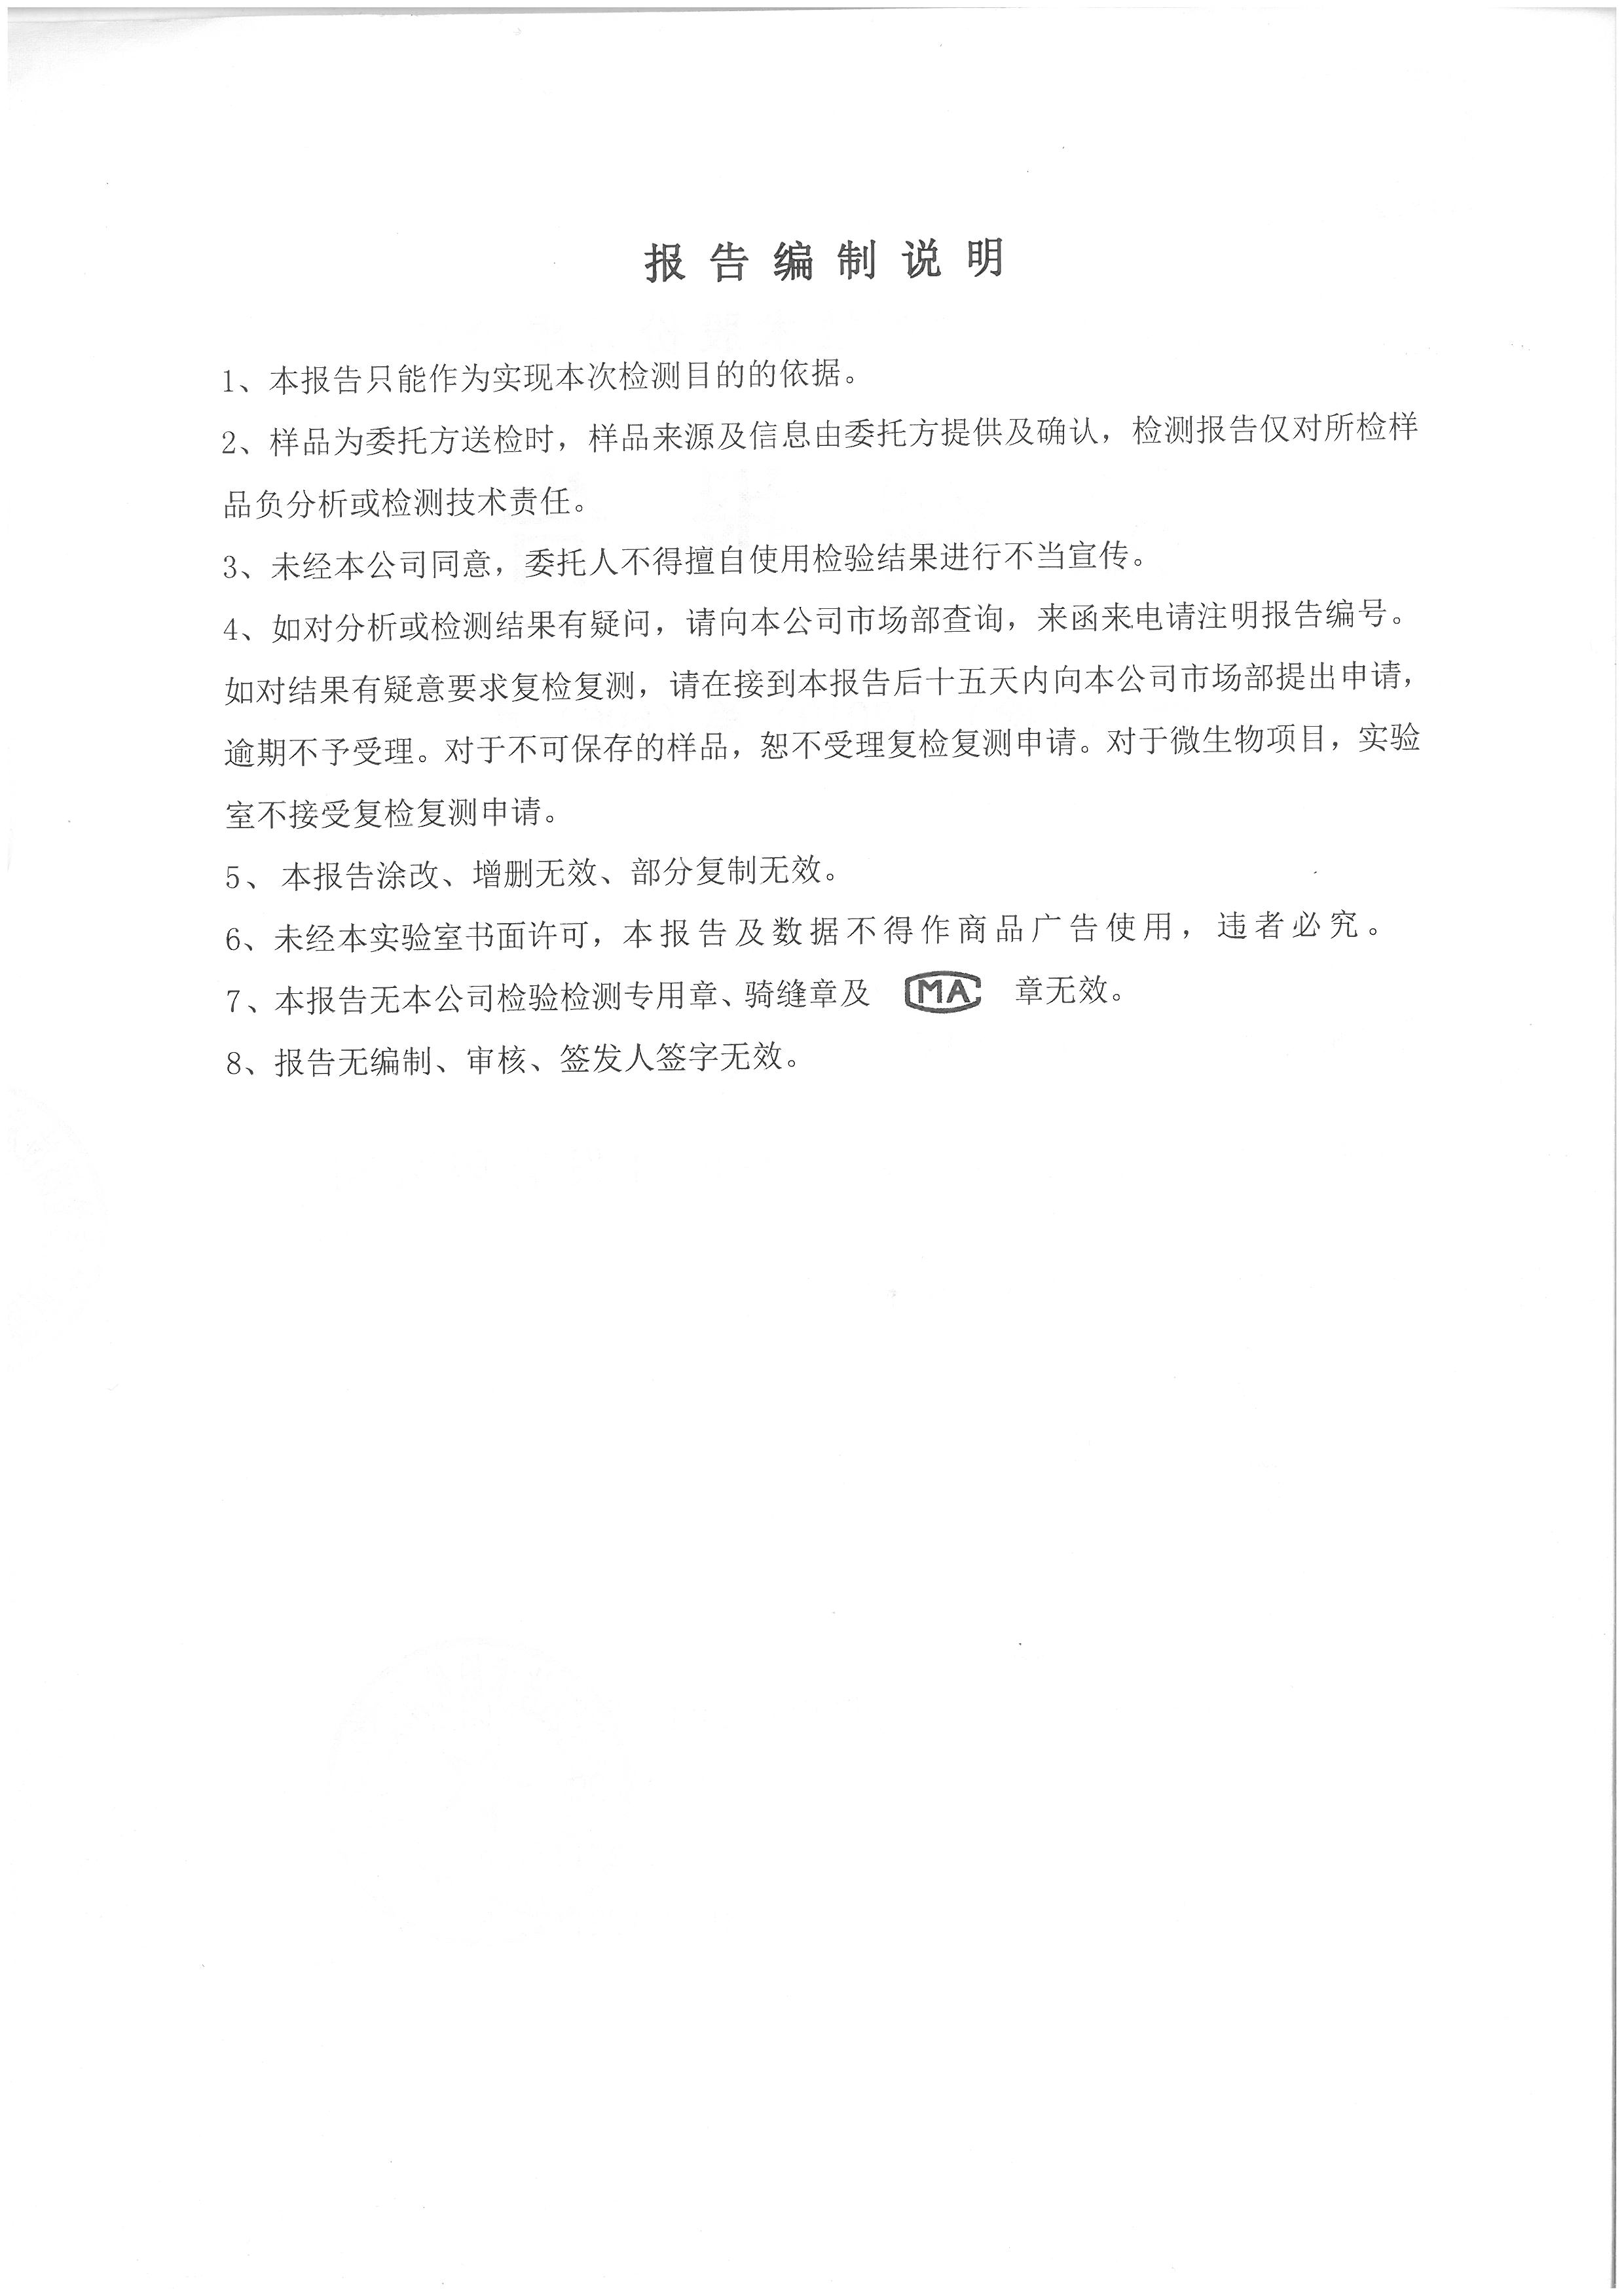 报告编制说明
1、本报告只能作为实现本次检测目的的依据。
2、样品为委托方送检时，样品来源及信息由委托方提供及确认，检测报告仅对所检样
品负分析或检测技术责任。
3、未经本公司同意，委托人不得擅自使用检验结果进行不当宣传。
4、如对分析或检测结果有疑问，请向本公司市场部查询，来函来电请注明报告编号。
如对结果有疑意要求复检复测，请在接到本报告后十五天内向本公司市场部提出申请，
逾期不予受理。对于不可保存的样品，恕不受理复检复测申请。对于微生物项目，实验
室不接受复检复测申请。
5、 本报告涂改、增删无效、部分复制无效。
6、未经本实验室书面许可，本报告及数据不得作商品广告使用，违者必究。
7、本报告无本公司检验检测专用章、骑缝章及 MA 章无效。
8、报告无编制、审核、签发人签字无效。